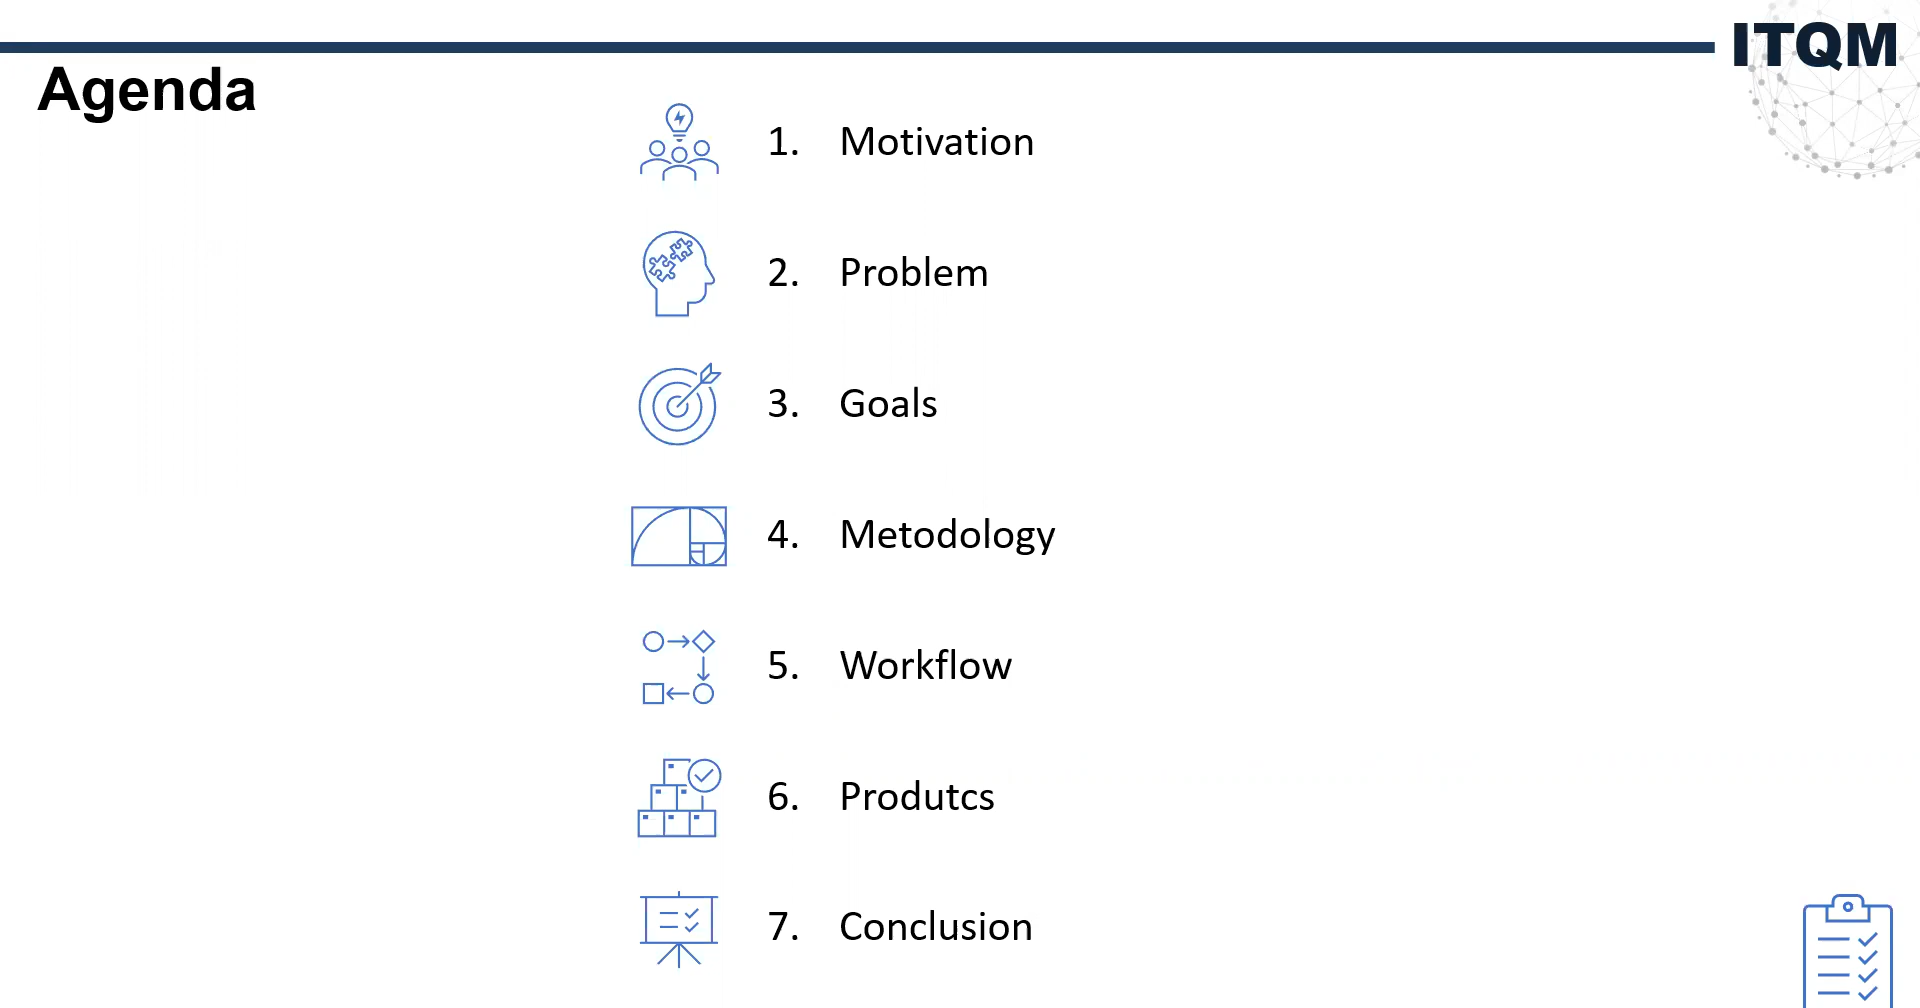 ITQM
Agenda
1. Motivation
2. Problem
3. Goals
4. Metodology
5. Workflow
6. Produtcs
7. Conclusion